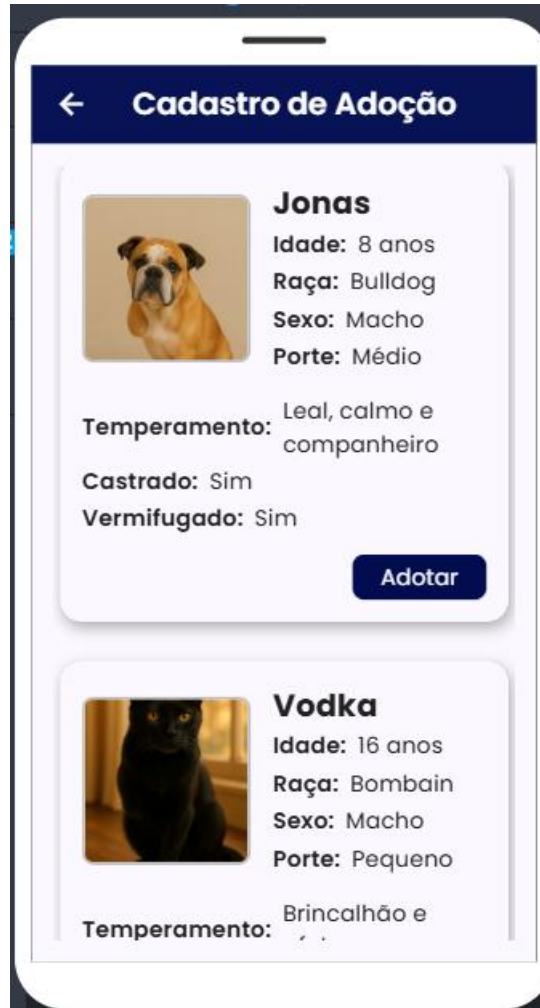 Cadastro de Adoção
Jonas
Idade: 8 anos
Raça: Bulldog
Sexo: Macho
Porte: Médio
Temperamento: Leal, calmo e
companheiro
Castrado: Sim
Vermifugado: Sim
Adotar
Vodka
Idade: 16 anos
Raça: Bombain
Sexo: Macho
Porte: Pequeno
Temperamento: Brincalhão e